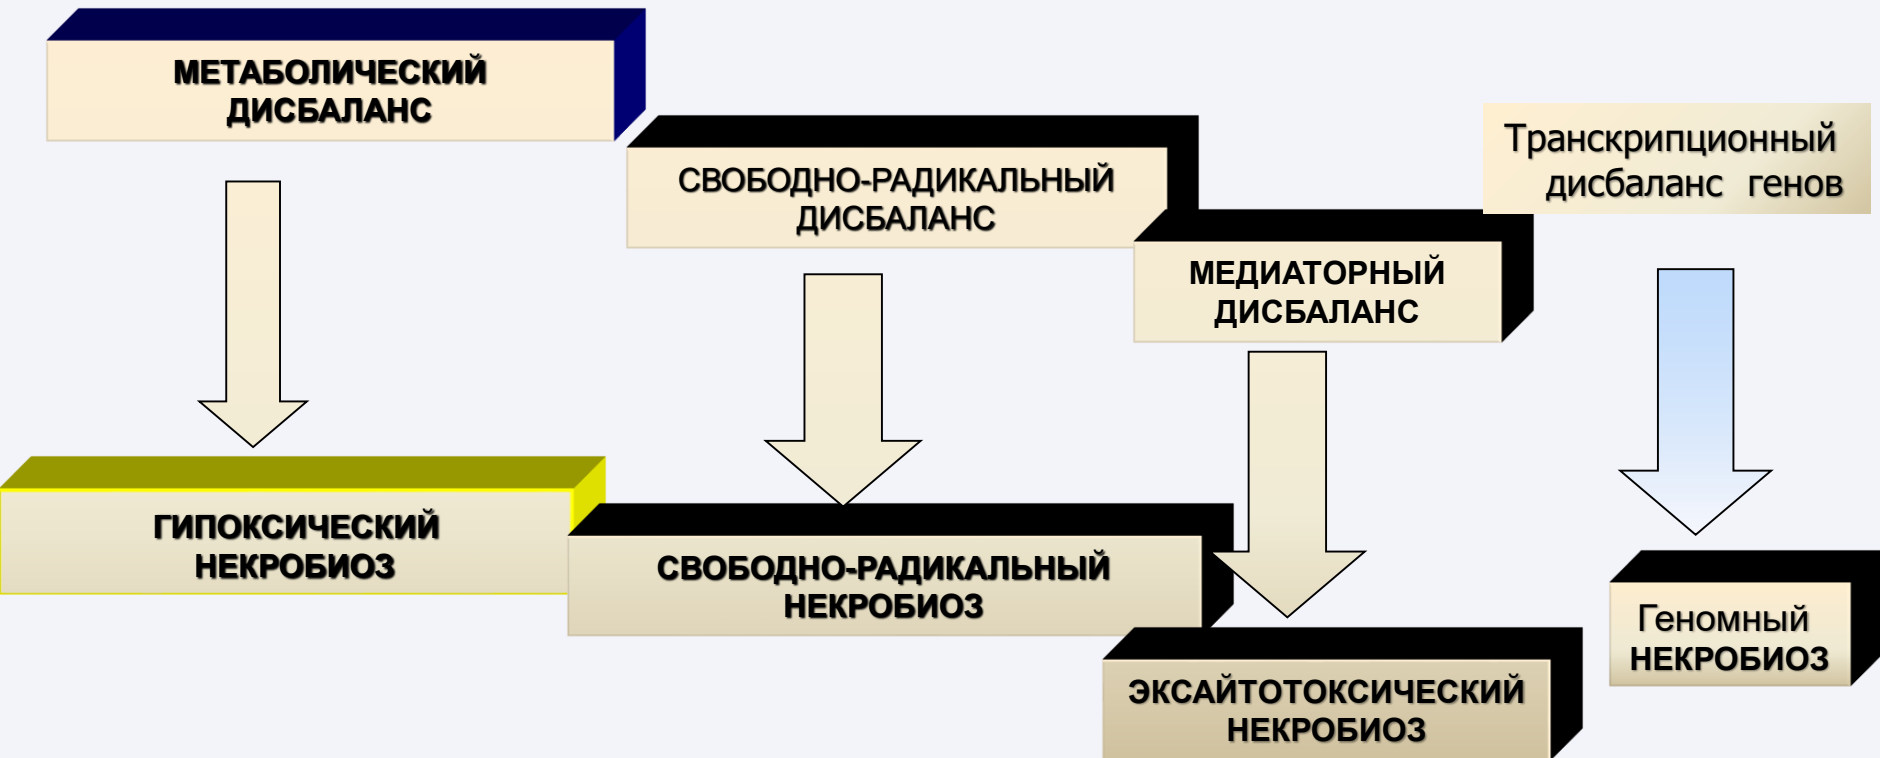 МЕТАБОЛИЧЕСКИЙ
ДИСБАЛАНС
СВОБОДНО-РАДИКАЛЬНЫЙ
ДИСБАЛАНС
МЕДИАТОРНЫЙ
ДИСБАЛАНС
Транскрипционный
дисбаланс генов
ГИПОКСИЧЕСКИЙ
НЕКРОБИОЗ
СВОБОДНО-РАДИКАЛЬНЫЙ
НЕКРОБИОЗ
ЭКСАЙТОТОКСИЧЕСКИЙ
НЕКРОБИОЗ
Геномный
НЕКРОБИОЗ